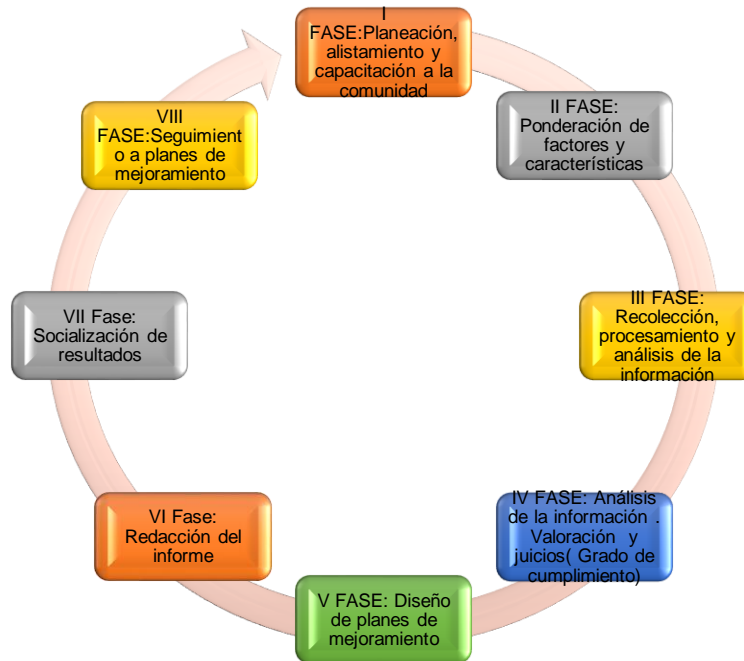 I
FASE:Planeación,
alistamiento y
capacitación a la
comunidad
II FASE:
Ponderación de
factores y
características
III FASE:
Recolección,
procesamiento y
análisis de la
información
IV FASE: Análisis
de la información .
Valoración y
juicios( Grado de
cumplimiento)
V FASE: Diseño
de planes de
mejoramiento
VI Fase:
Redacción del
informe
VII Fase:
Socialización de
resultados
VIII
FASE:Seguimient
o a planes de
mejoramiento